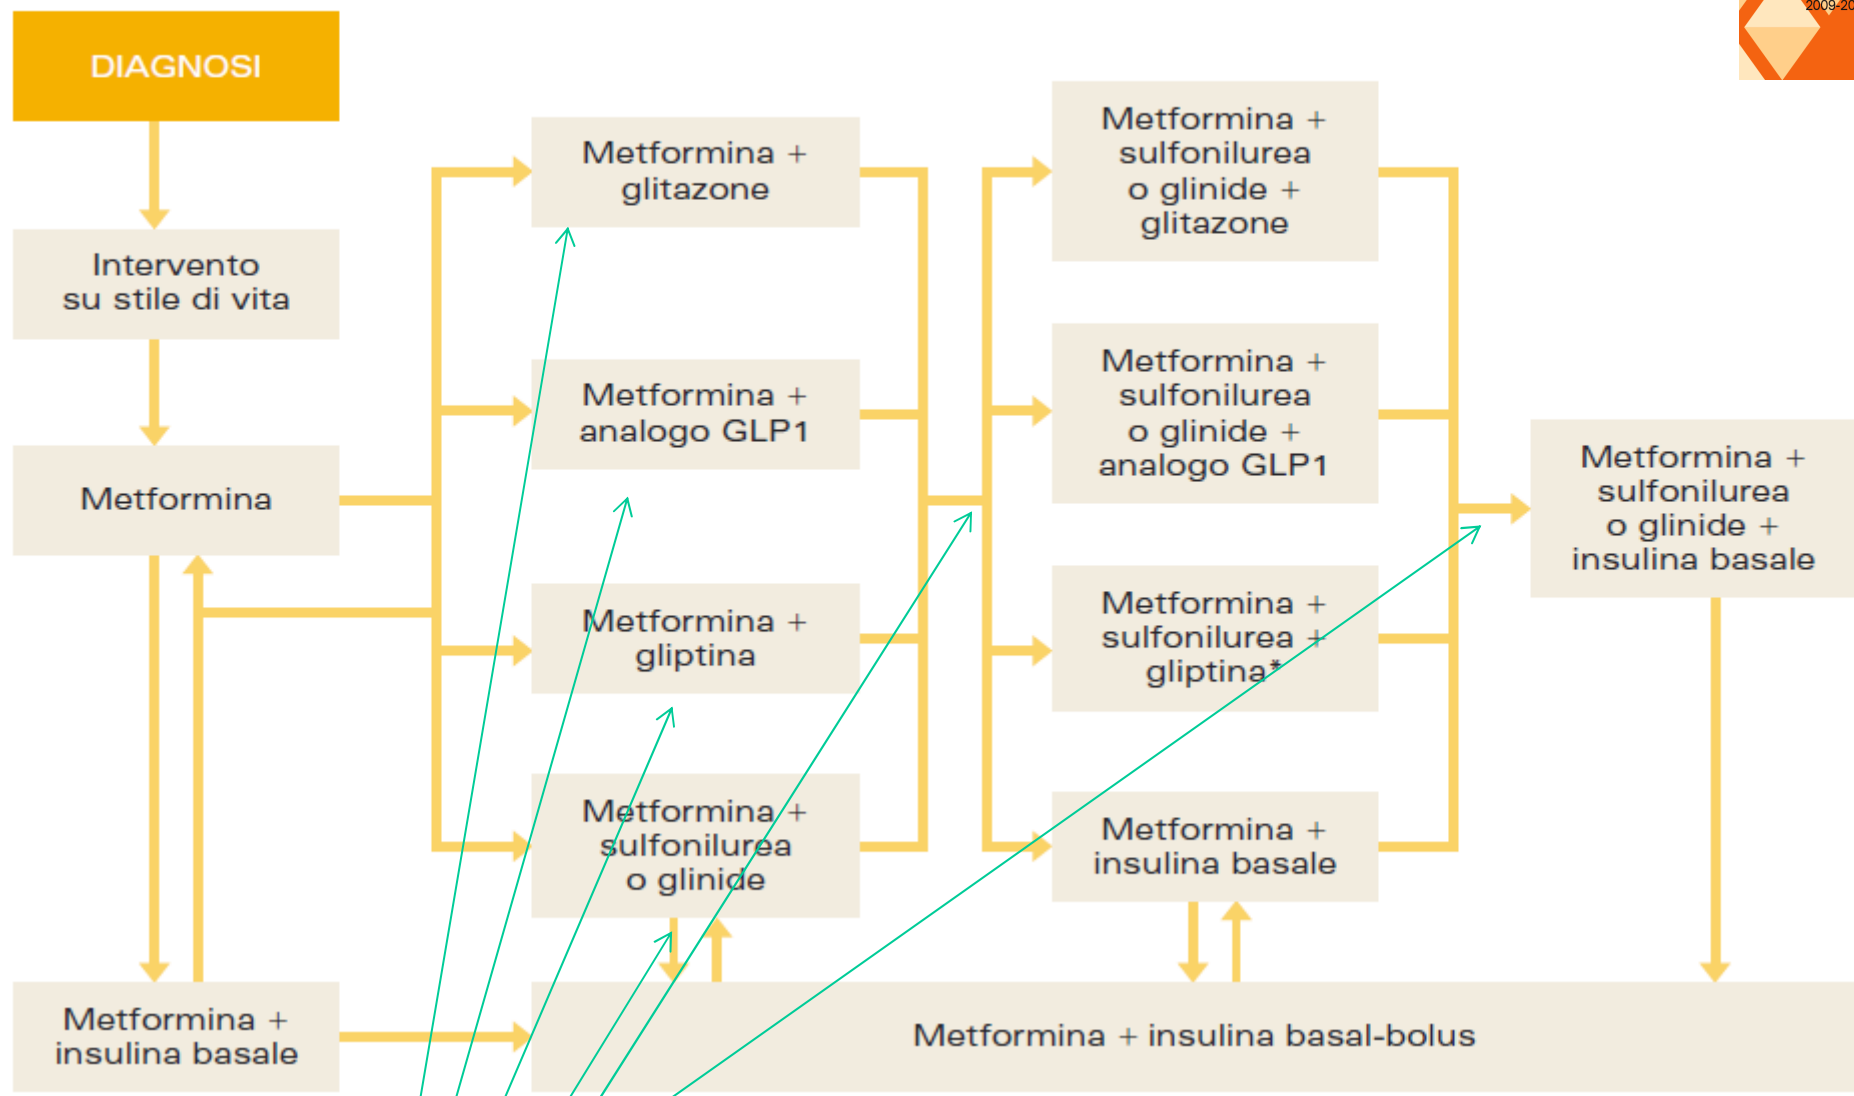 2009-20
DIAGNOSI
Intervento
su stile di vita
Metformina
Metformina +
insulina basale
Metformina +
glitazone
Metformina +
analogo GLP1
Metformina +
gliptina
Metformina +
sulfonilurea
o glinide
Metformina +
sulfonilurea
o glinide +
glitazone
Metformina +
sulfonilurea
o glinide +
analogo GLP1
Metformina +
sulfonilurea +
gliptina*
Metformina +
insulina basale
Metformina +
sulfonilurea
o glinide +
insulina basale
Metformina + insulina basal-bolus